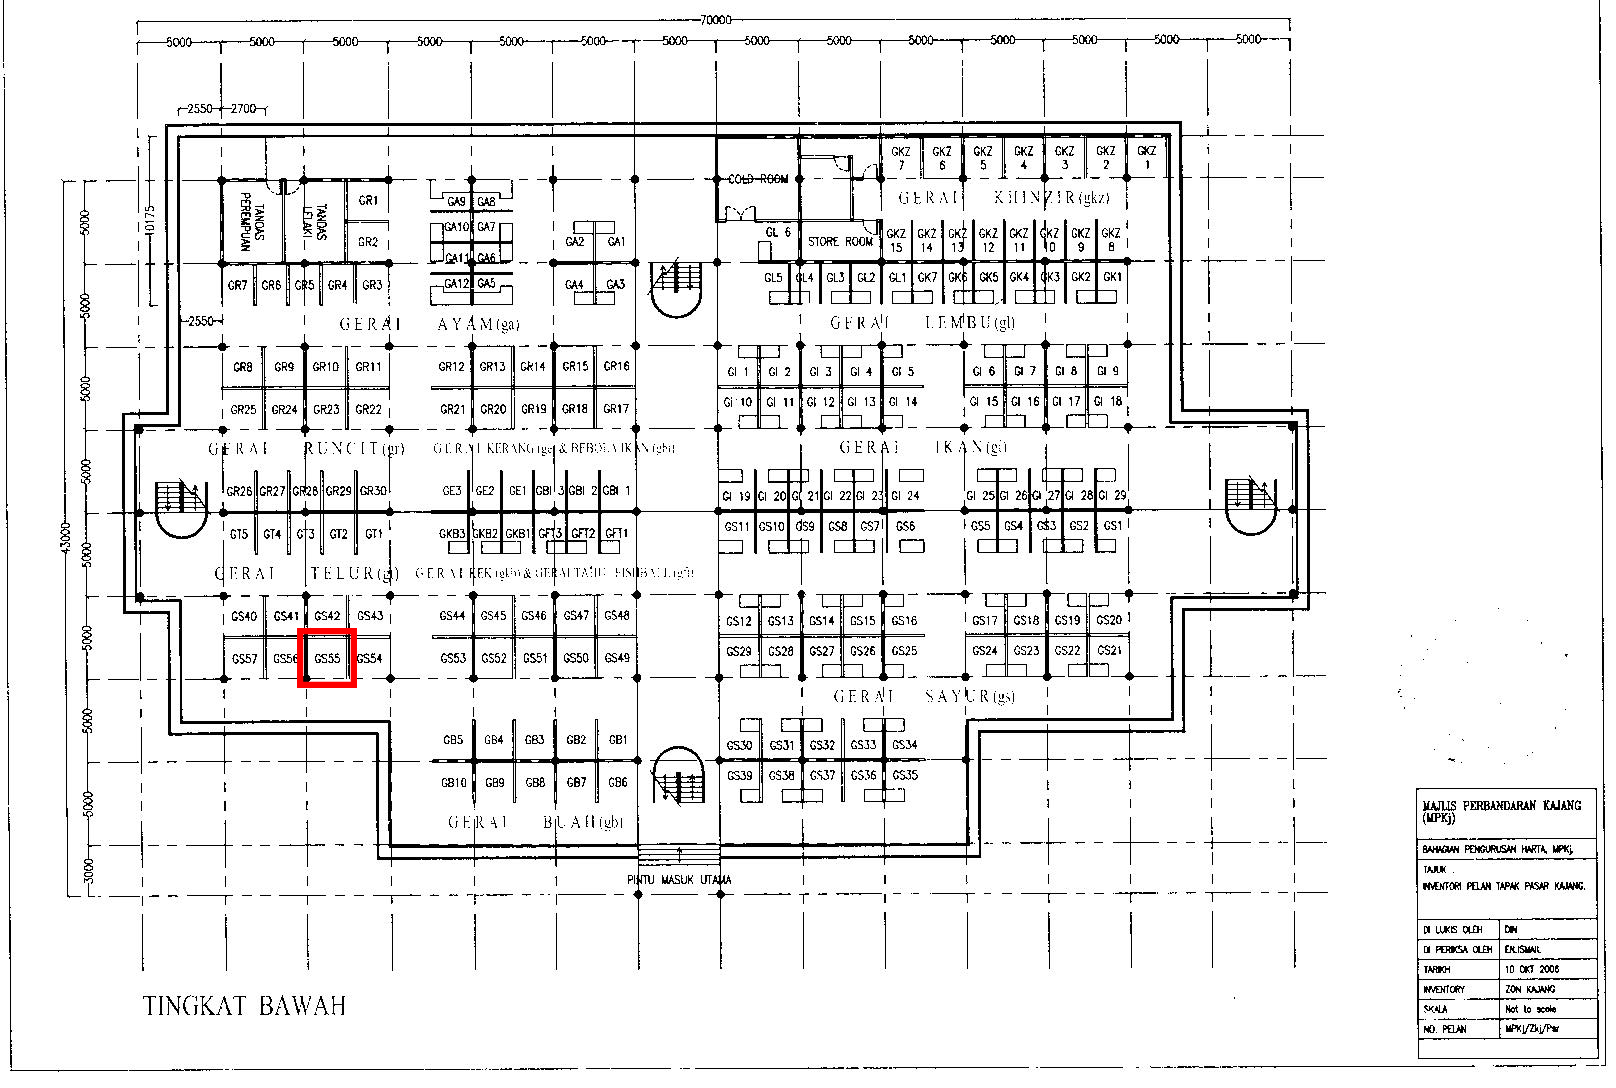 70000
5000 5000 5000 5000 5000 5000 5000 5000 5000 5000 5000 5000 5000 5000
2550 2700
10175
2550
43000
5000 5000 5000 5000 5000 5000 5000 5000 3000
GKZ 7 GKZ 6 GKZ 5 GKZ 4 GKZ 3 GKZ 2 GKZ 1
COLD ROOM
GERAI KHINZIR(gkz)
TANDAS PEREMPUAN
TANDAS LELAKI
GR1
GR2
GA9 GA8
GA10 GA7
GA11 GA6
GA12 GA5
GA2 GA1
GA4 GA3
GL 6
STORE ROOM
GKZ 15 GKZ 14 GKZ 13 GKZ 12 GKZ 11 GKZ 10 GKZ 9 GKZ 8
GR7 GR6 GR5 GR4 GR3
GL5 GL4 GL3 GL2 GL1 GK7 GK6 GK5 GK4 GK3 GK2 GK1
GERAI AYAM(ga)
GERAI LEMBU(gl)
GR8 GR9 GR10 GR11 GR12 GR13 GR14 GR15 GR16
GI 1 GI 2 GI 3 GI 4 GI 5 GI 6 GI 7 GI 8 GI 9
GR25 GR24 GR23 GR22 GR21 GR20 GR19 GR18 GR17
GI 10 GI 11 GI 12 GI 13 GI 14 GI 15 GI 16 GI 17 GI 18
GERAI RUNCIT(gr)
GERAI KERANG(ge) & BEBOLA IKAN(gbi)
GERAI IKAN(gi)
GR26 GR27 GR28 GR29 GR30 GE3 GE2 GE1 GBI 3 GBI 2 GBI 1
GI 19 GI 20 GI 21 GI 22 GI 23 GI 24 GI 25 GI 26 GI 27 GI 28 GI 29
GT5 GT4 GT3 GT2 GT1 GKB3 GKB2 GKB1 GFT3 GFT2 GFT1
GS11 GS10 GS9 GS8 GS7 GS6 GS5 GS4 GS3 GS2 GS1
GERAI TELUR(gt)
GERAI KEK(gkb) & GERAI TAHU FISHBALL(gft)
GS40 GS41 GS42 GS43 GS44 GS45 GS46 GS47 GS48
GS12 GS13 GS14 GS15 GS16 GS17 GS18 GS19 GS20
GS57 GS56 GS55 GS54 GS53 GS52 GS51 GS50 GS49
GS29 GS28 GS27 GS26 GS25 GS24 GS23 GS22 GS21
GERAI SAYUR(gs)
GB5 GB4 GB3 GB2 GB1
GS30 GS31 GS32 GS33 GS34
GB10 GB9 GB8 GB7 GB6
GS39 GS38 GS37 GS36 GS35
GERAI BUAH(gb)
PINTU MASUK UTAMA
TINGKAT BAWAH
MAJLIS PERBANDARAN KAJANG
(MPKj)
BAHAGIAN PENGURUSAN HARTA, MPKj.
TAJUK :
INVENTORI PELAN TAPAK PASAR KAJANG.
DI LUKIS OLEH DIN
DI PERIKSA OLEH EN.ISMAIL
TARIKH 10 OKT 2006
INVENTORY ZON KAJANG
SKALA Not to scale
NO. PELAN MPKj/Zkj/Psr